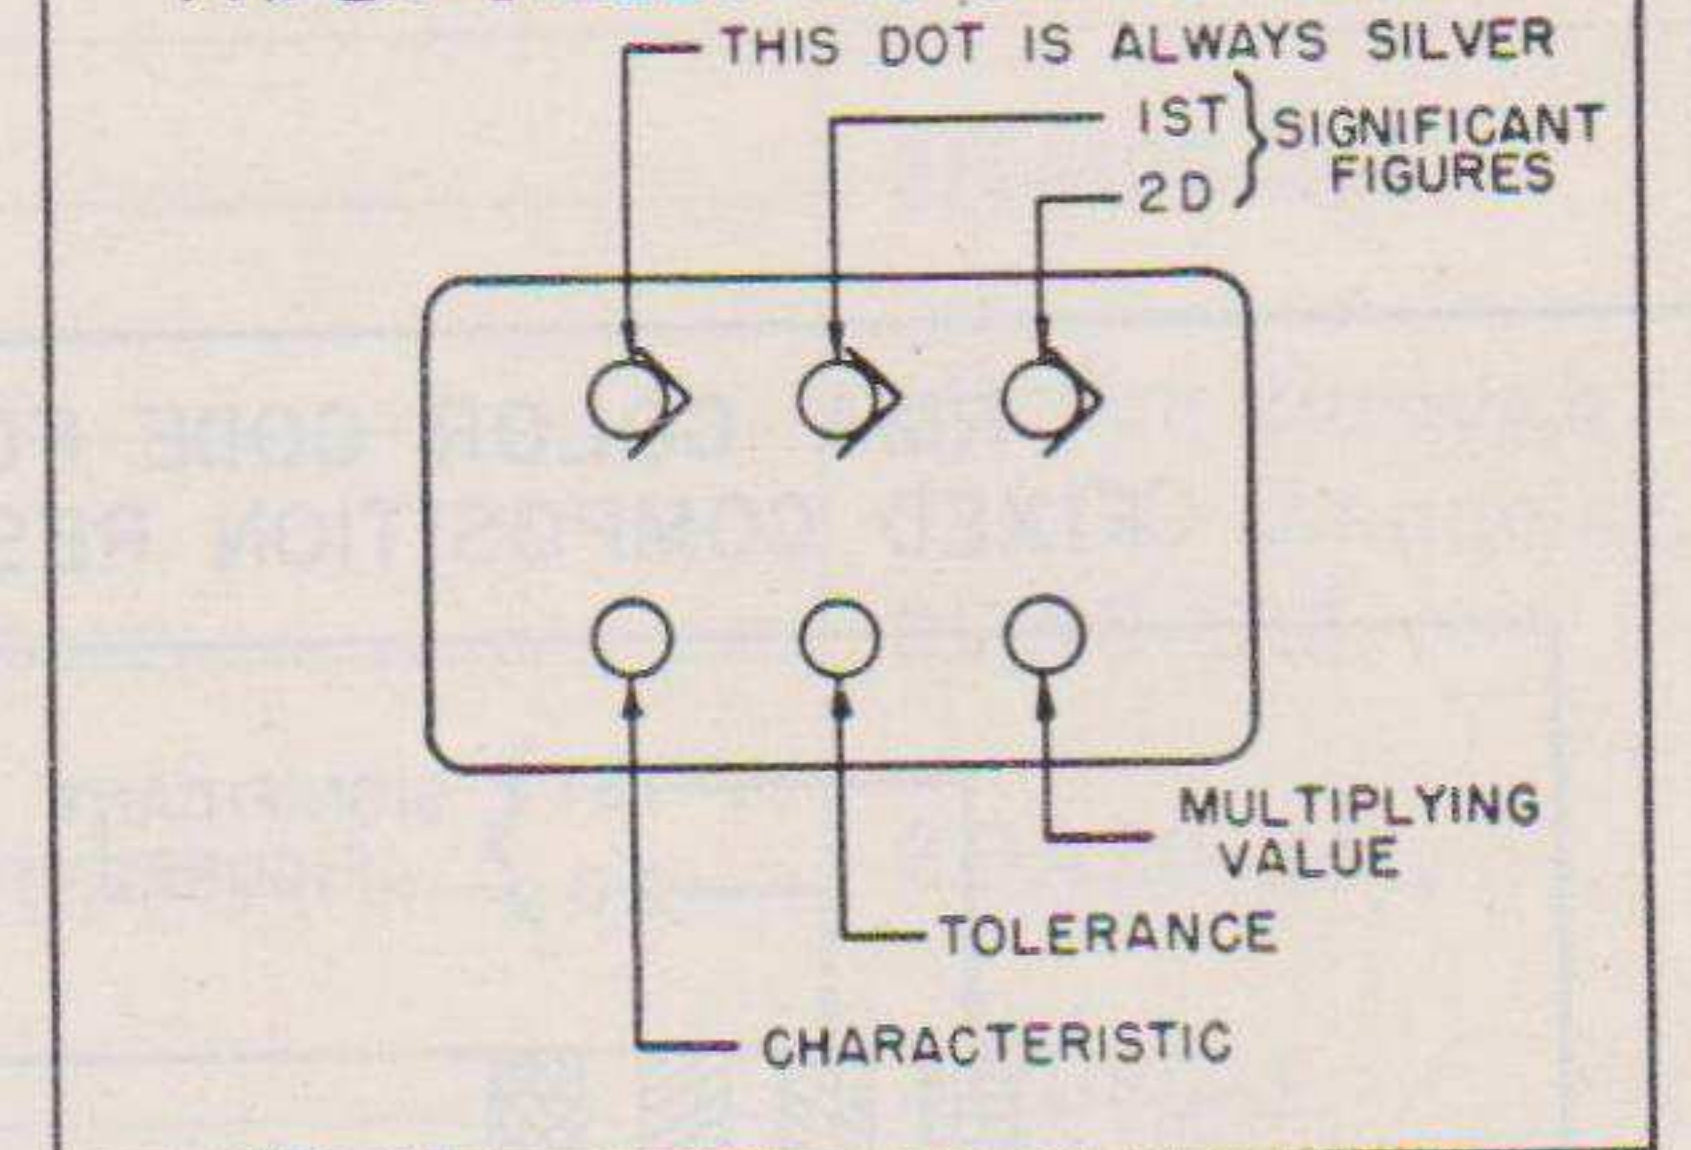 THIS DOT IS ALWAYS SILVER
1ST
SIGNIFICANT
FIGURES
2D
MULTIPLYING
VALUE
TOLERANCE
CHARACTERISTIC